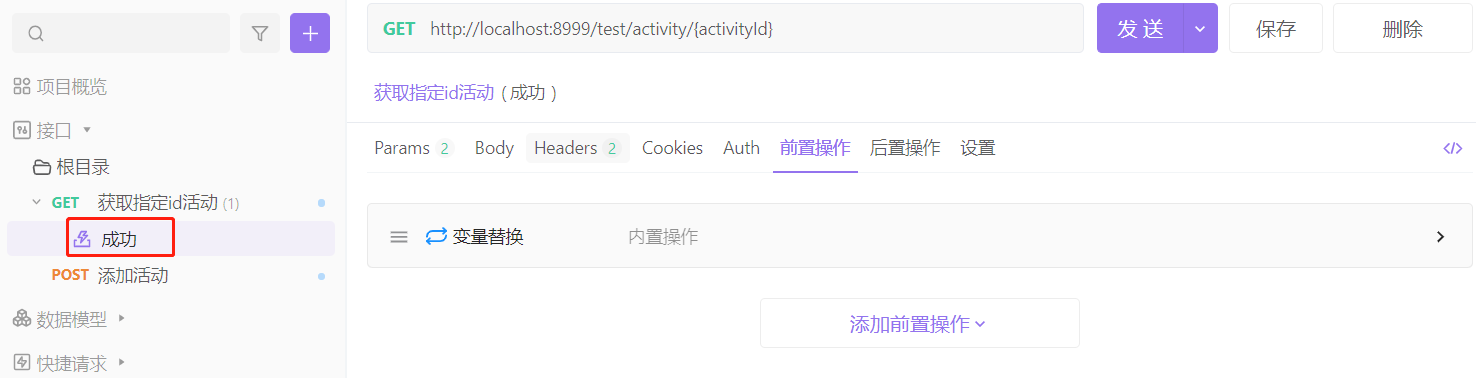 项目概览
接口
根目录
GET 获取指定id活动 (1)
成功
POST 添加活动
数据模型
快捷请求
GET http://localhost:8999/test/activity/{activityId}
发 送
保存
删除
获取指定id活动 ( 成功 )
Params 2 Body Headers 2 Cookies Auth 前置操作 后置操作 设置
变量替换 内置操作
添加前置操作